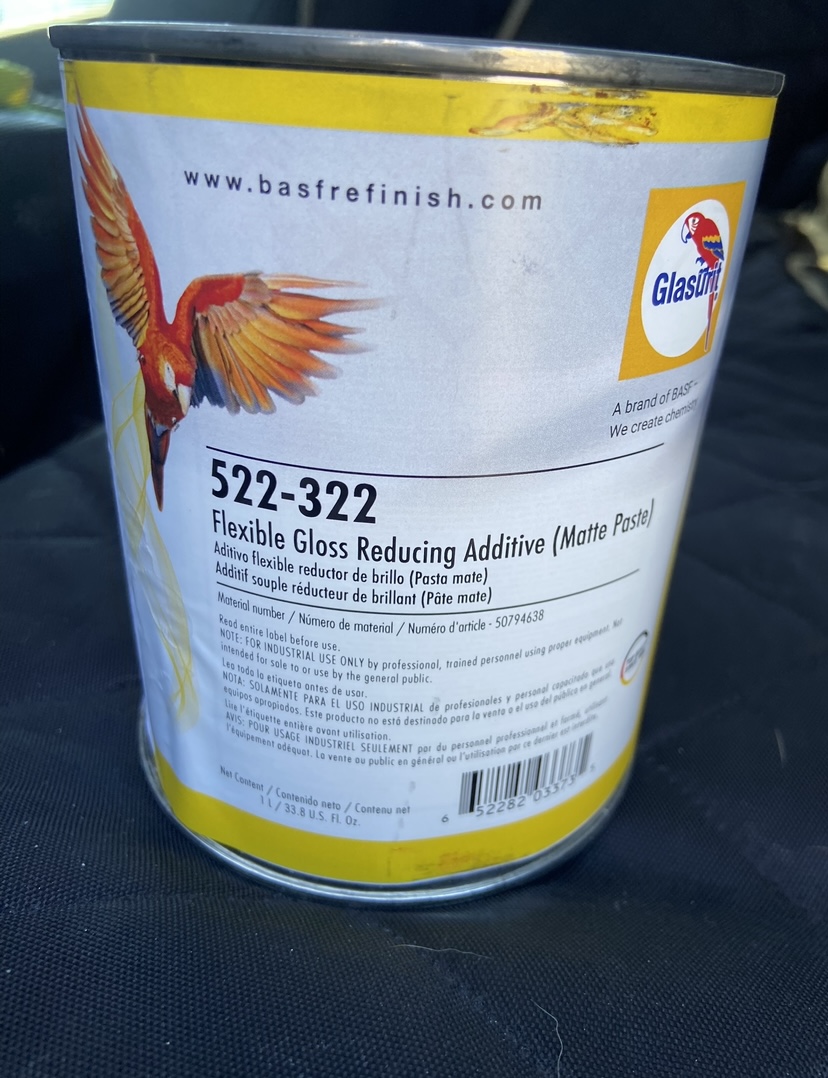 www.basfrefinish.com
Glasurit
A brand of BASF –
We create chemistry
522-322
Flexible Gloss Reducing Additive (Matte Paste)
Aditivo flexible reductor de brillo (Pasta mate)
Additif souple réducteur de brillant (Pâte mate)
Material number / Número de material / Numéro d'article - 50794638
Read entire label before use.
NOTE: FOR INDUSTRIAL USE ONLY by professional, trained personnel using proper equipment. Not
intended for sale to or use by the general public.
Lea todo la etiqueta antes de usar.
NOTA: SOLAMENTE PARA EL USO INDUSTRIAL de profesionales y personal capacitado que usa
equipos apropiados. Este producto no está destinado para la venta o el uso del público en general.
Lire l'étiquette entière avant utilisation.
AVIS: POUR USAGE INDUSTRIEL SEULEMENT par du personnel professionnel et formé, utilisant
l'équipement adéquat. La vente au public en général ou l'utilisation par ce dernier est interdite.
Net Content / Contenido neto / Contenu net
1 L / 33.8 U.S. Fl. Oz.
6 52282 03373 5